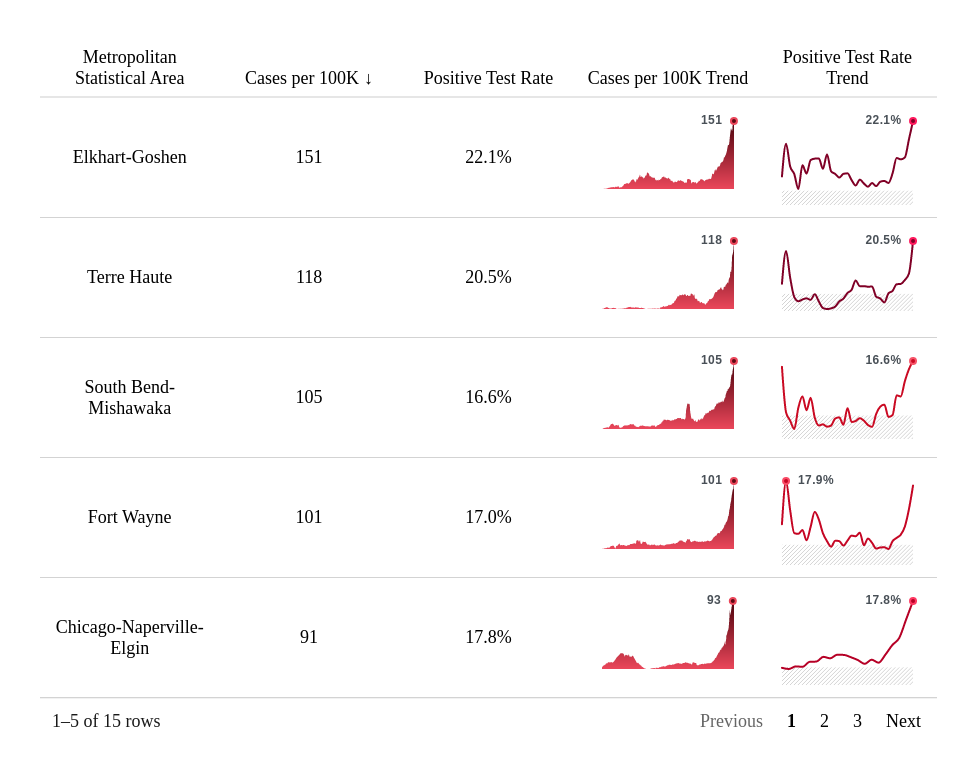 Metropolitan
Statistical Area
Cases per 100K ↓
Positive Test Rate
Cases per 100K Trend
Positive Test Rate
Trend
Elkhart-Goshen
151
22.1%
151
22.1%
Terre Haute
118
20.5%
118
20.5%
South Bend-
Mishawaka
105
16.6%
105
16.6%
Fort Wayne
101
17.0%
101
17.9%
Chicago-Naperville-
Elgin
91
17.8%
93
17.8%
1–5 of 15 rows
Previous 1 2 3 Next